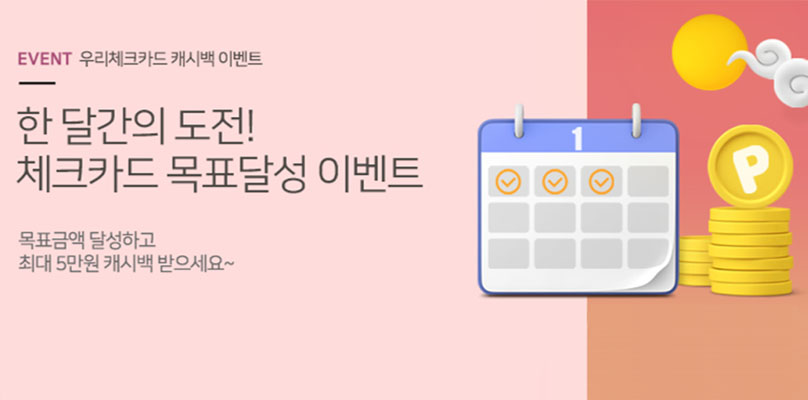 EVENT 우리체크카드 캐시백 이벤트
한 달간의 도전!
체크카드 목표달성 이벤트
목표금액 달성하고
최대 5만원 캐시백 받으세요~
1
P